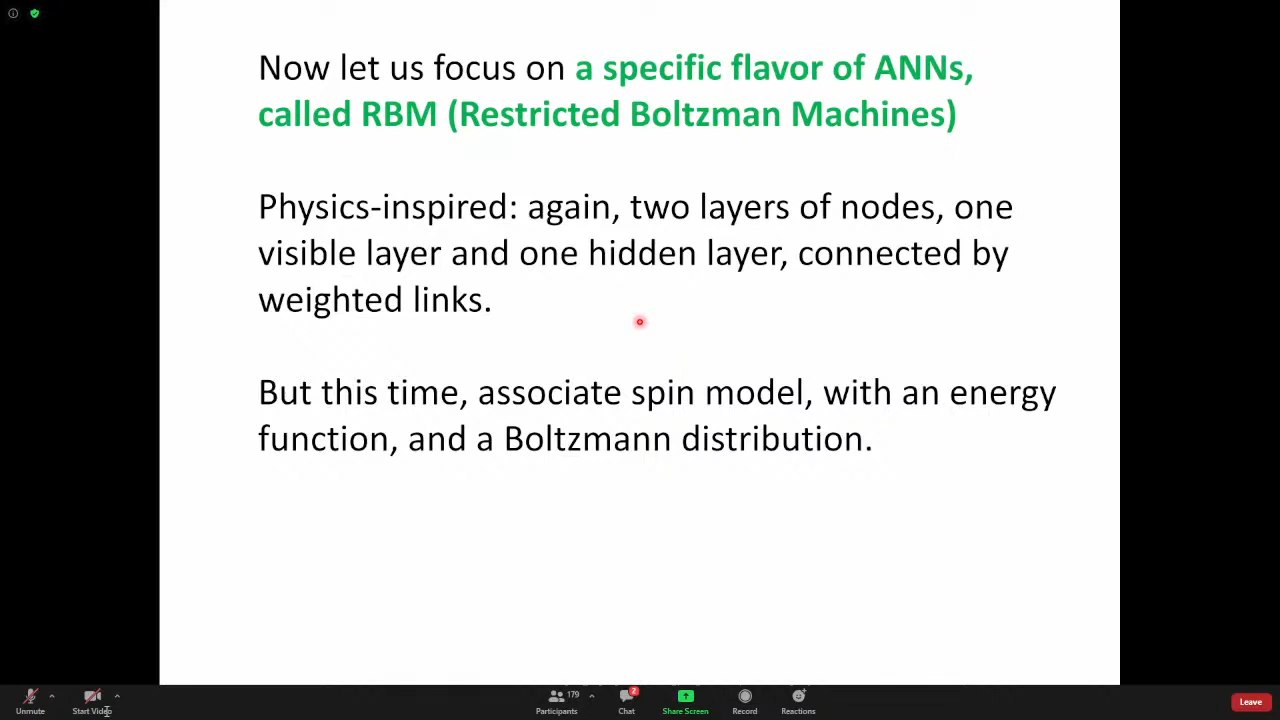 Now let us focus on a specific flavor of ANNs,
called RBM (Restricted Boltzman Machines)
Physics-inspired: again, two layers of nodes, one
visible layer and one hidden layer, connected by
weighted links.
But this time, associate spin model, with an energy
function, and a Boltzmann distribution.
Unmute Start Video Participants 179 Chat 2 Share Screen Record Reactions Leave